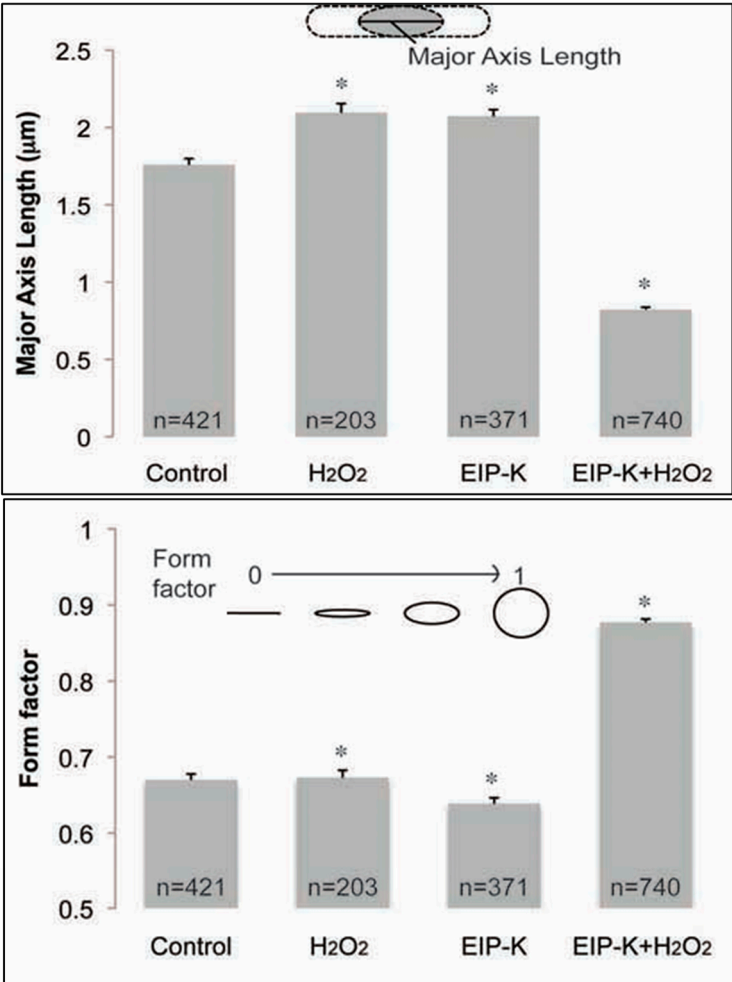 Major Axis Length
2.5
2
1.5
1
0.5
0
Major Axis Length (μm)
*
*
*
n=421
n=203
n=371
n=740
Control
H2O2
EIP-K
EIP-K+H2O2
1
0.9
0.8
0.7
0.6
0.5
Form factor
Form
factor
0
1
*
*
*
n=421
n=203
n=371
n=740
Control
H2O2
EIP-K
EIP-K+H2O2